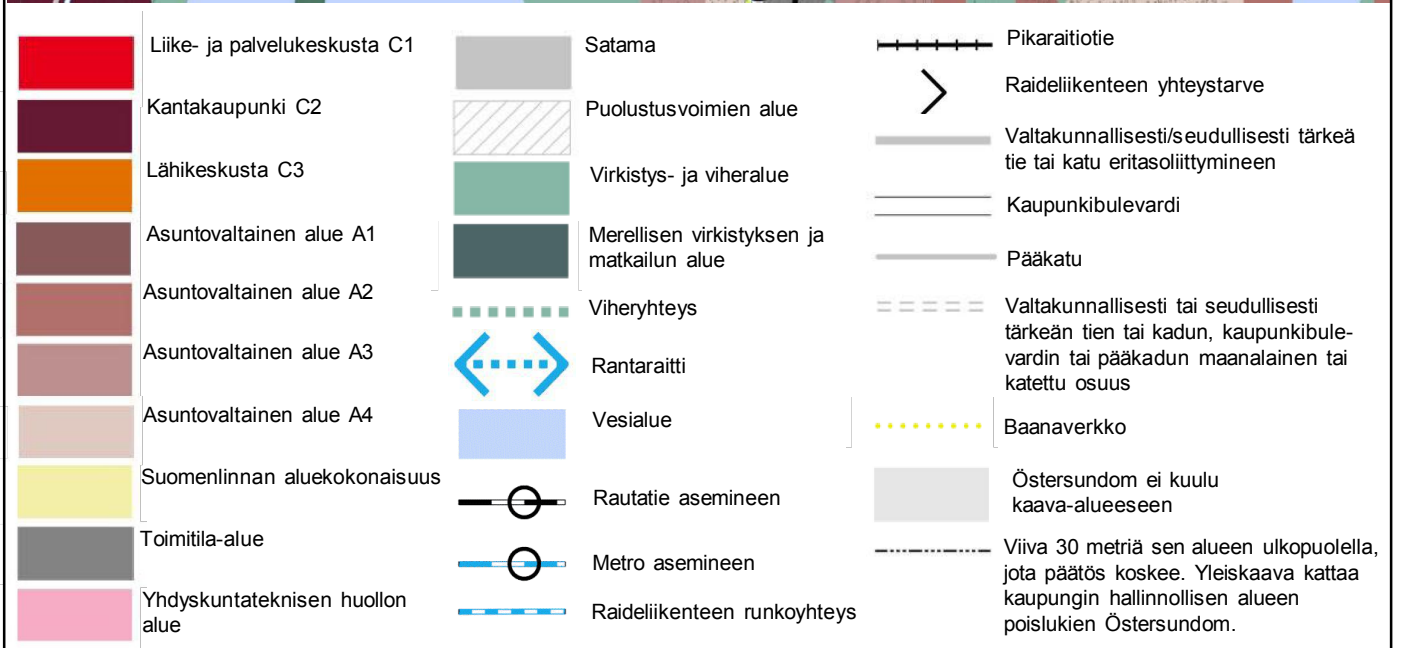 Liike- ja palvelukeskusta C1
Kantakaupunki C2
Lähikeskusta C3
Asuntovaltainen alue A1
Asuntovaltainen alue A2
Asuntovaltainen alue A3
Asuntovaltainen alue A4
Suomenlinnan aluekokonaisuus
Toimitila-alue
Yhdyskuntateknisen huollon
alue
Satama
Puolustusvoimien alue
Virkistys- ja viheralue
Merellisen virkistyksen ja
matkailun alue
Viheryhteys
Rantaraitti
Vesialue
Rautatie asemineen
Metro asemineen
Raideliikenteen runkoyhteys
Pikaraitiotie
Raideliikenteen yhteystarve
Valtakunnallisesti/seudullisesti tärkeä
tie tai katu eritasoliittymineen
Kaupunkibulevardi
Pääkatu
Valtakunnallisesti tai seudullisesti
tärkeän tien tai kadun, kaupunkibule-
vardin tai pääkadun maanalainen tai
katettu osuus
Baanaverkko
Östersundom ei kuulu
kaava-alueeseen
Viiva 30 metriä sen alueen ulkopuolella,
jota päätös koskee. Yleiskaava kattaa
kaupungin hallinnollisen alueen
poislukien Östersundom.